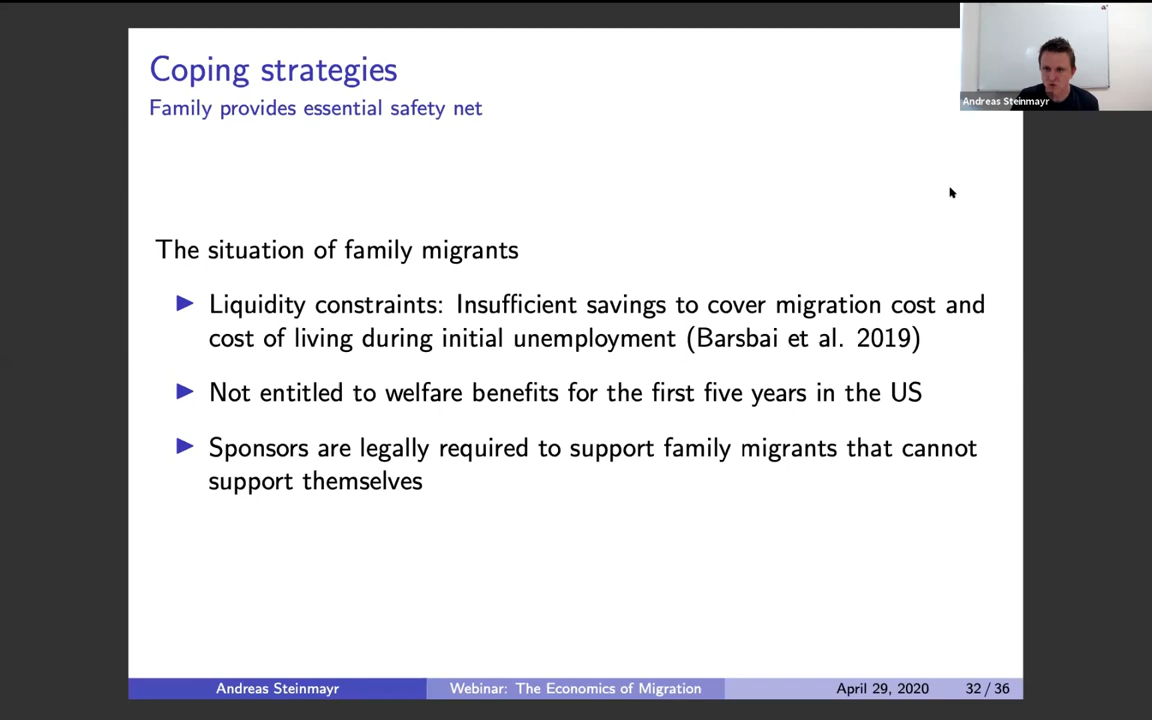 Coping strategies
Family provides essential safety net
Andreas Steinmayr
The situation of family migrants
Liquidity constraints: Insufficient savings to cover migration cost and
cost of living during initial unemployment (Barsbai et al. 2019)
Not entitled to welfare benefits for the first five years in the US
Sponsors are legally required to support family migrants that cannot
support themselves
Andreas Steinmayr Webinar: The Economics of Migration April 29, 2020 32 / 36